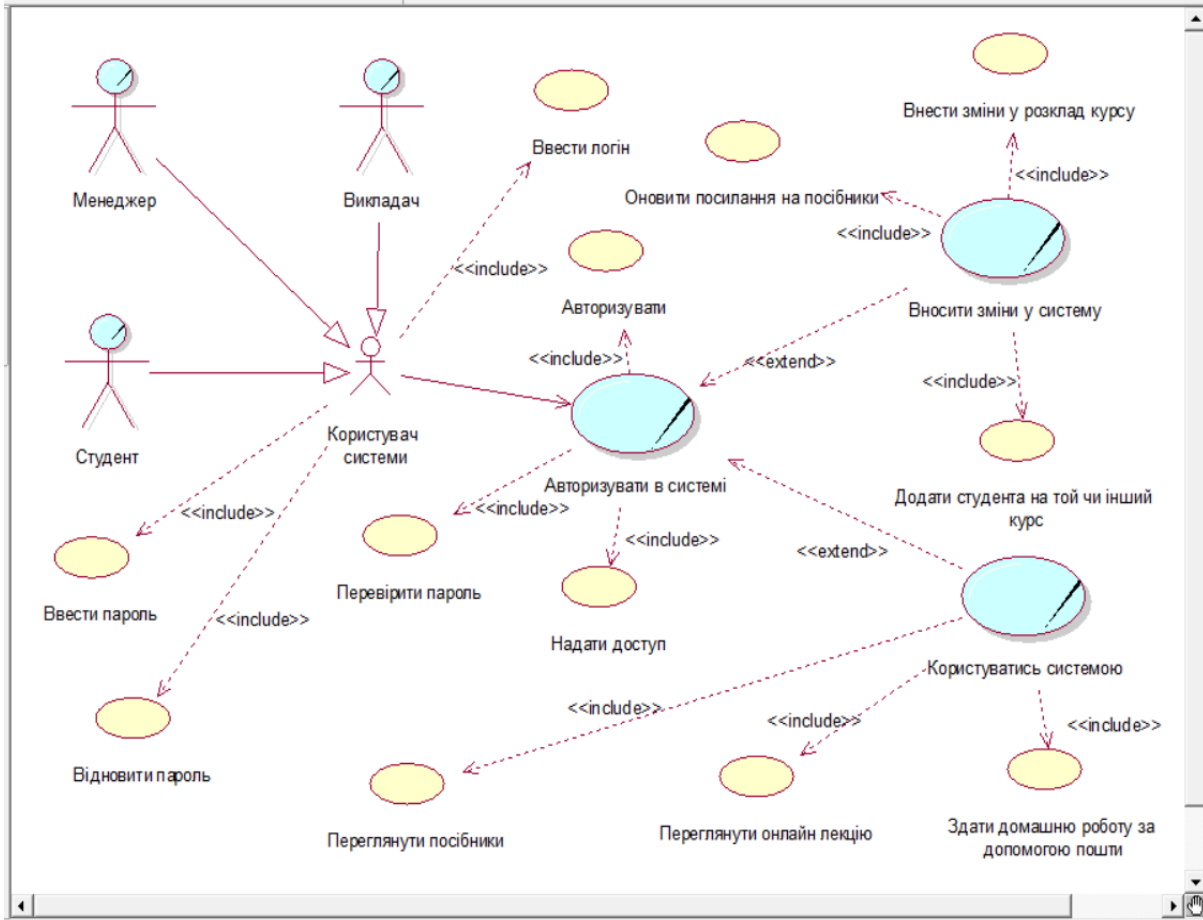 Менеджер
Викладач
Ввести логін
Внести зміни у розклад курсу
<<include>>
Оновити посилання на посібники
<<include>>
<<include>>
Авторизувати
Вносити зміни у систему
<<include>>
<<extend>>
<<include>>
Студент
Користувач
системи
Авторизувати в системі
Додати студента на той чи інший
курс
<<include>>
<<include>>
<<include>>
<<extend>>
Ввести пароль
Перевірити пароль
<<include>>
Надати доступ
Користуватись системою
<<include>>
<<include>>
<<include>>
Відновити пароль
Переглянути посібники
Переглянути онлайн лекцію
Здати домашню роботу за
допомогою пошти